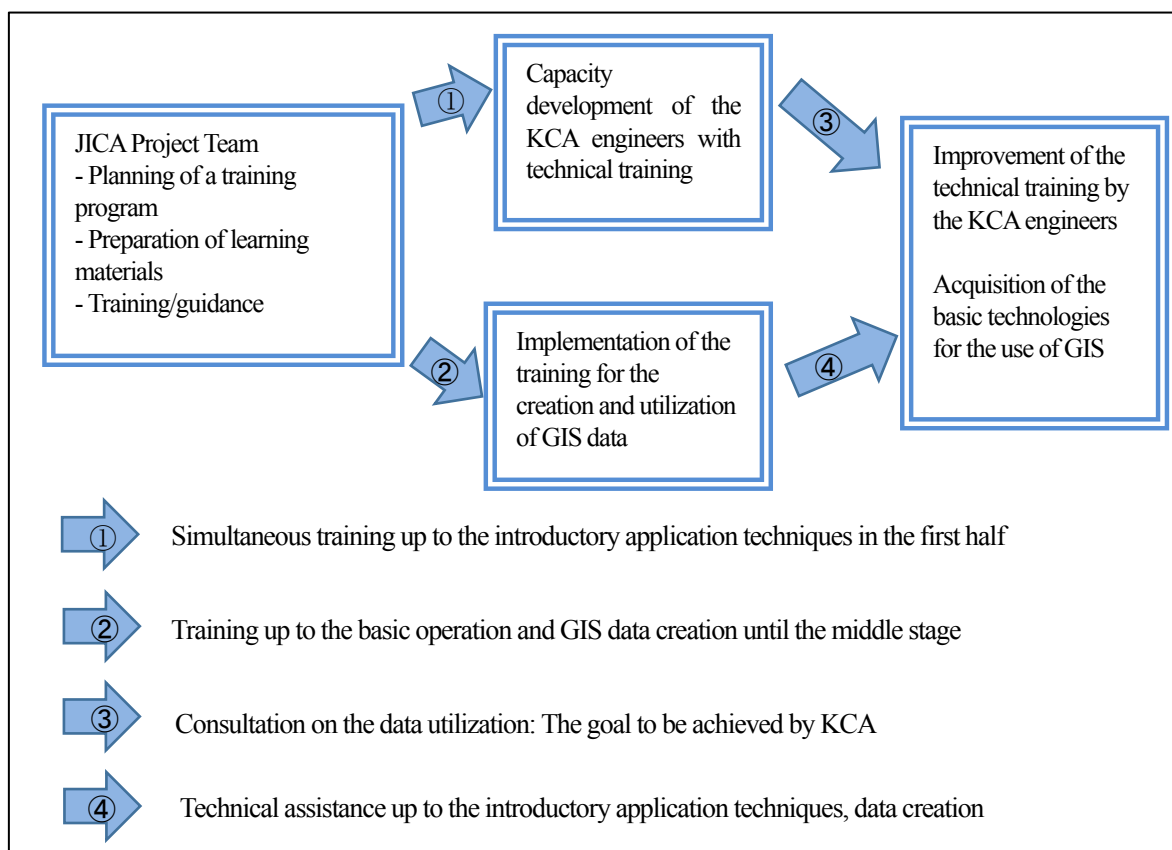 JICA Project Team
- Planning of a training
program
- Preparation of learning
materials
- Training/guidance
①
Capacity
development of the
KCA engineers with
technical training
②
Implementation of the
training for the
creation and utilization
of GIS data
③
④
Improvement of the
technical training by
the KCA engineers
Acquisition of the
basic technologies
for the use of GIS
① Simultaneous training up to the introductory application techniques in the first half
② Training up to the basic operation and GIS data creation until the middle stage
③ Consultation on the data utilization: The goal to be achieved by KCA
④ Technical assistance up to the introductory application techniques, data creation